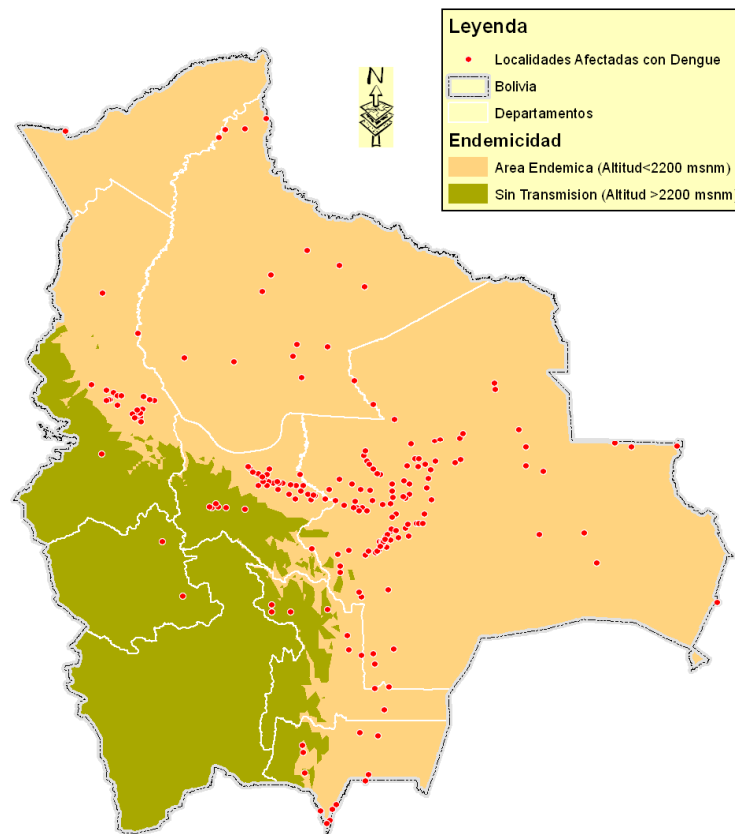 Leyenda
Localidades Afectadas con Dengue
Bolivia
Departamentos
Endemicidad
Area Endemica (Altitud<2200 msnm)
Sin Transmision (Altitud >2200 msnm)
N